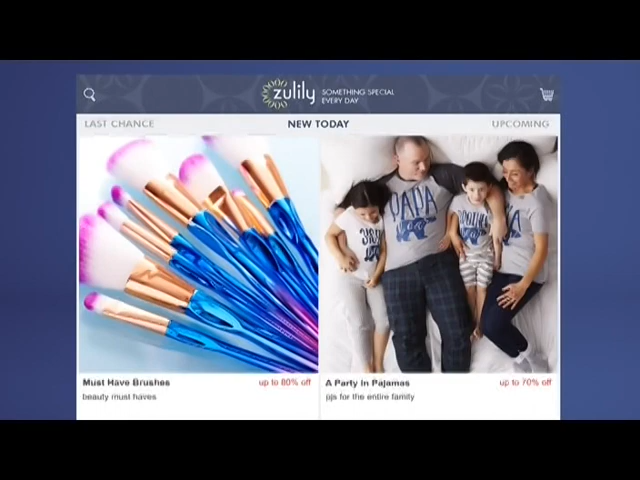 zulily SOMETHING SPECIAL
EVERY DAY
LAST CHANCE NEW TODAY UPCOMING
PAPA
Must Have Brushes up to 80% off
beauty must haves
A Party in Pajamas up to 70% off
pjs for the entire family